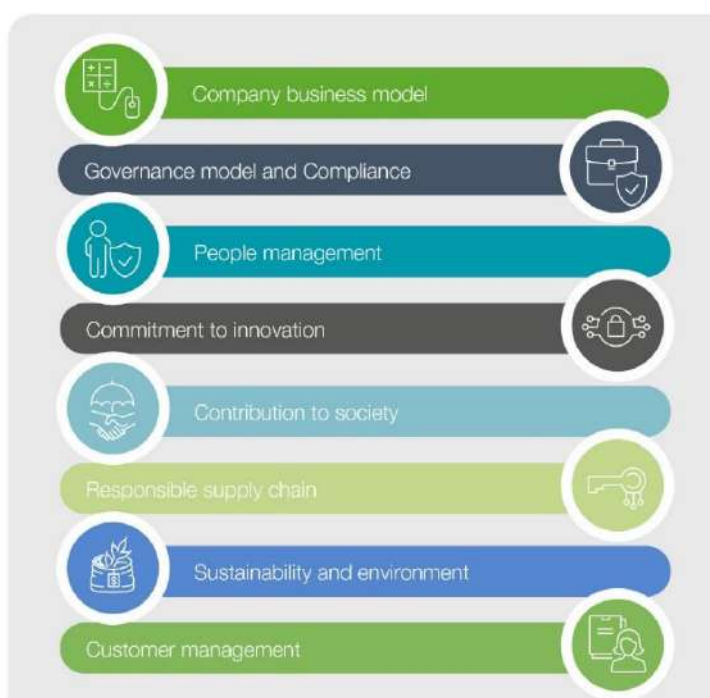 Company business model
Governance model and Compliance
People management
Commitment to innovation
Contribution to society
Responsible supply chain
Sustainability and environment
Customer management